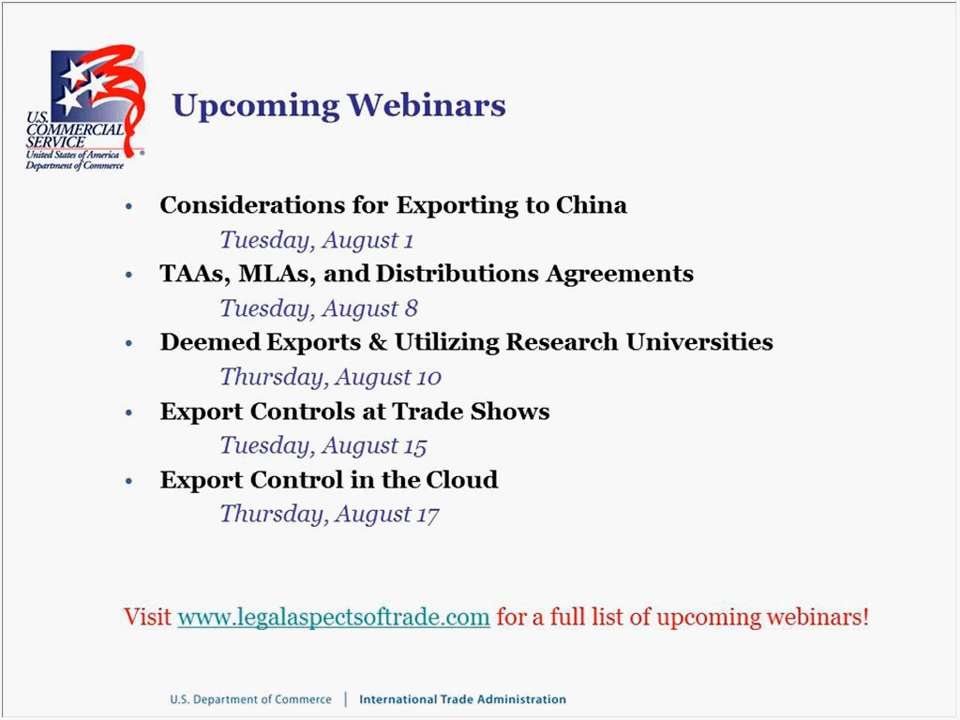 U.S.
COMMERCIAL
SERVICE
United States of America
Department of Commerce
®
Upcoming Webinars
• Considerations for Exporting to China
Tuesday, August 1
• TAAs, MLAs, and Distributions Agreements
Tuesday, August 8
• Deemed Exports & Utilizing Research Universities
Thursday, August 10
• Export Controls at Trade Shows
Tuesday, August 15
• Export Control in the Cloud
Thursday, August 17
Visit www.legalaspectsoftrade.com for a full list of upcoming webinars!
U.S. Department of Commerce | International Trade Administration